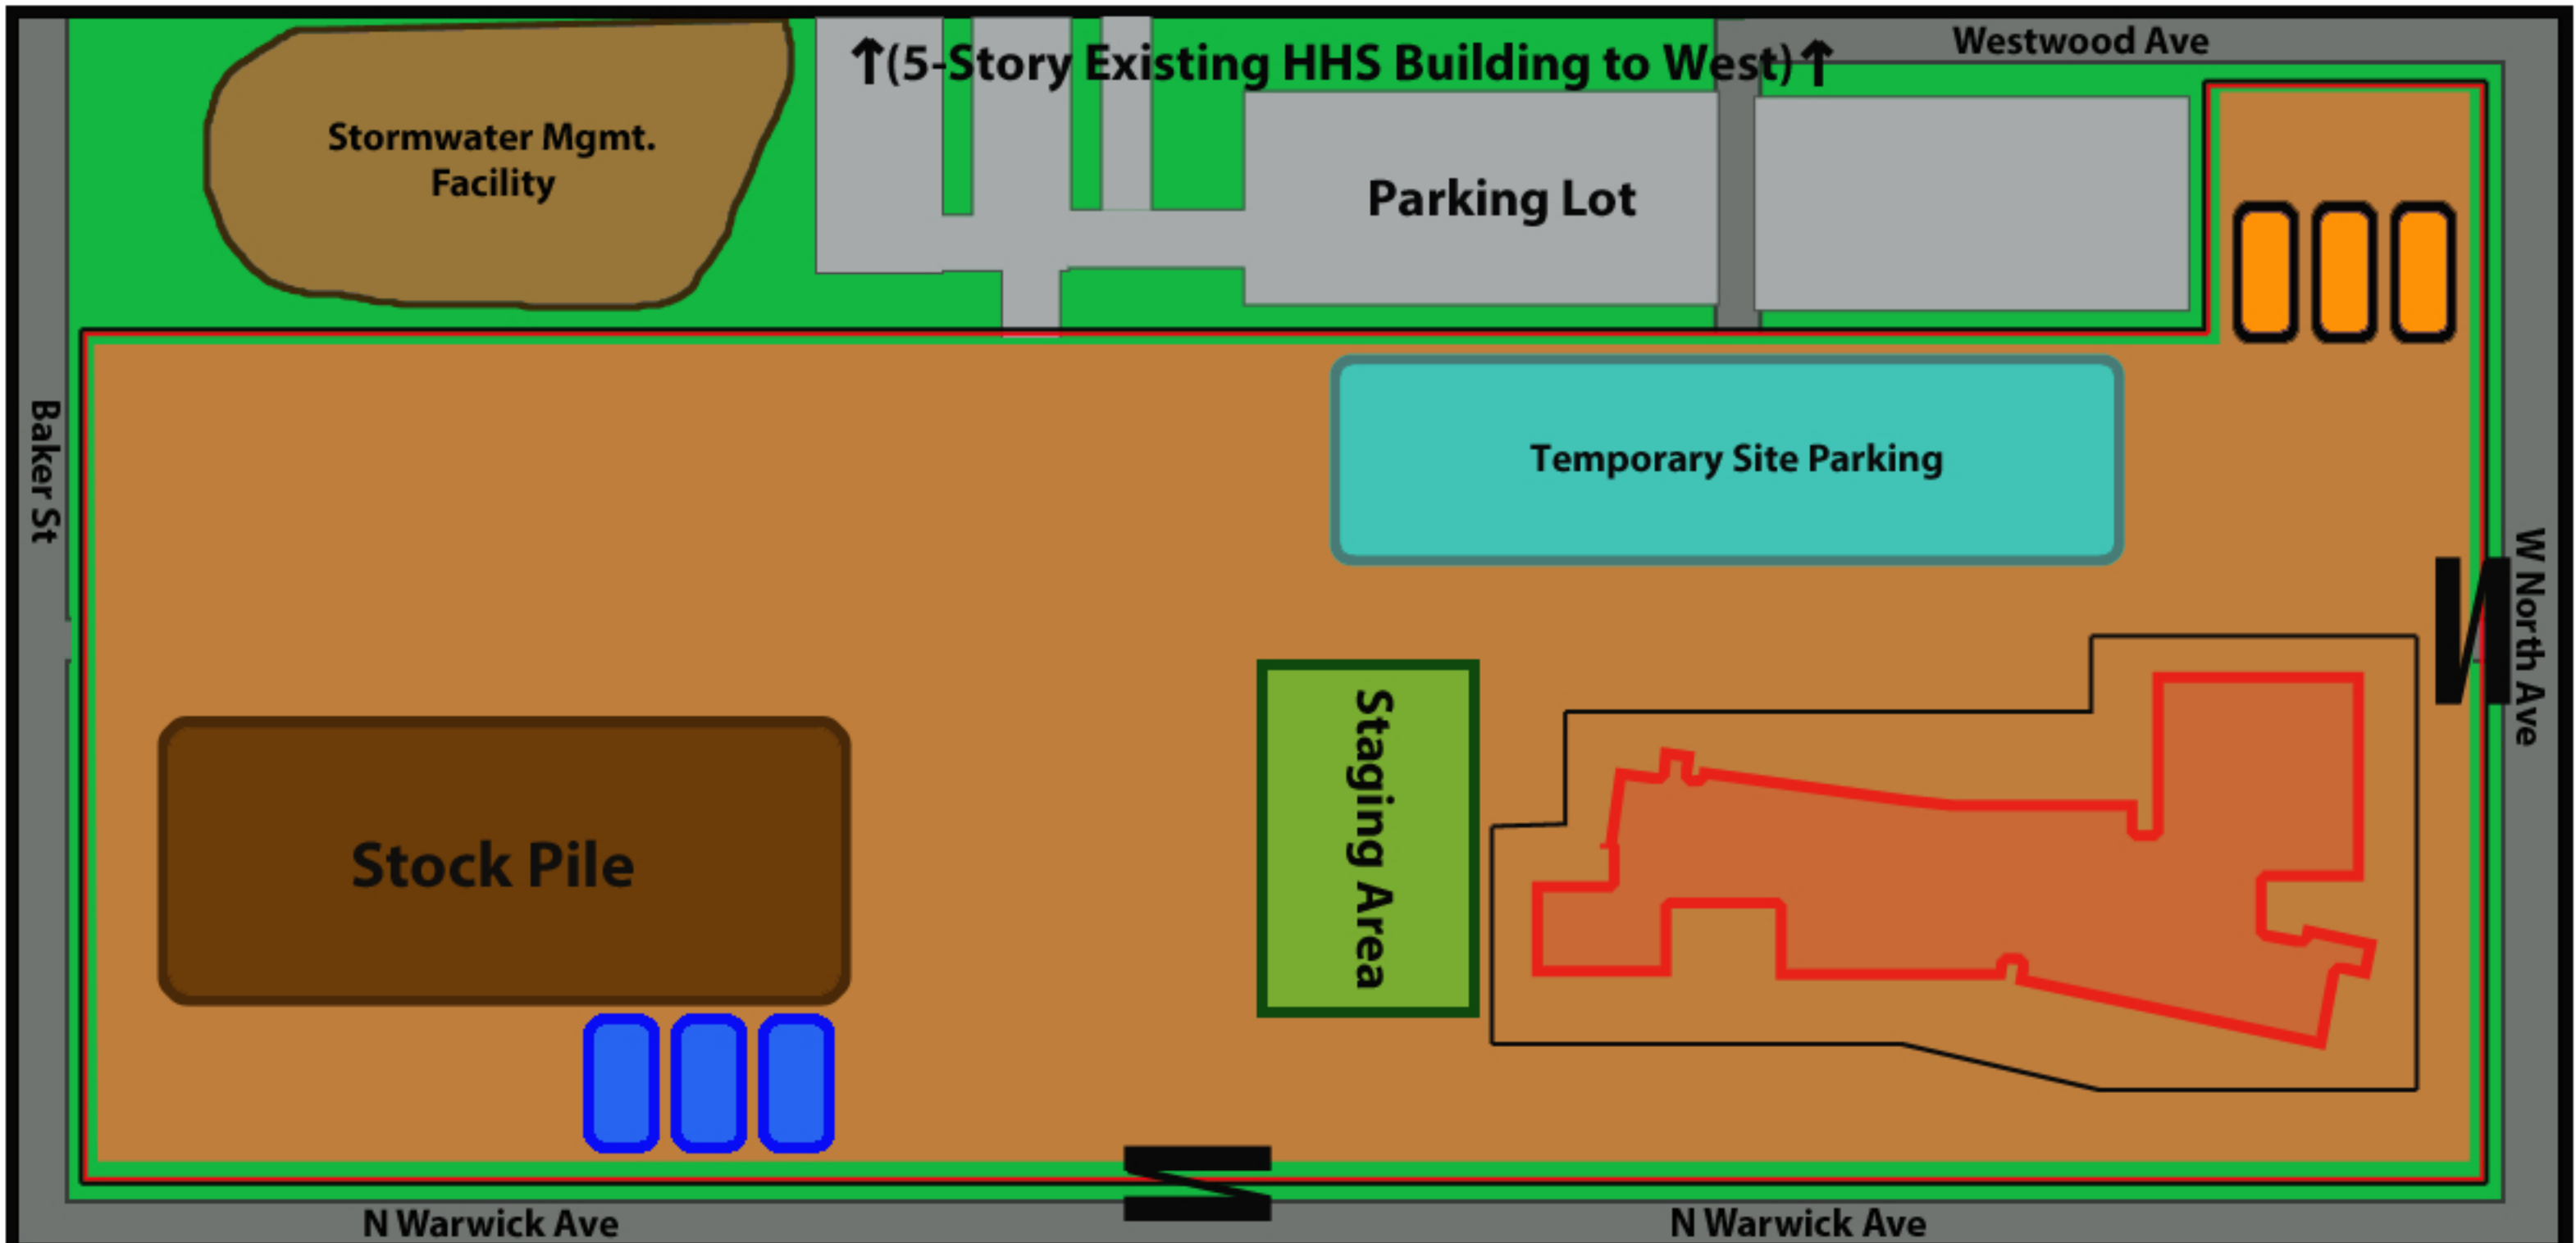 Westwood Ave
↑(5-Story Existing HHS Building to West)↑
Stormwater Mgmt.
Facility
Parking Lot
Baker St
Temporary Site Parking
W North Ave
Staging Area
Stock Pile
N Warwick Ave
N Warwick Ave